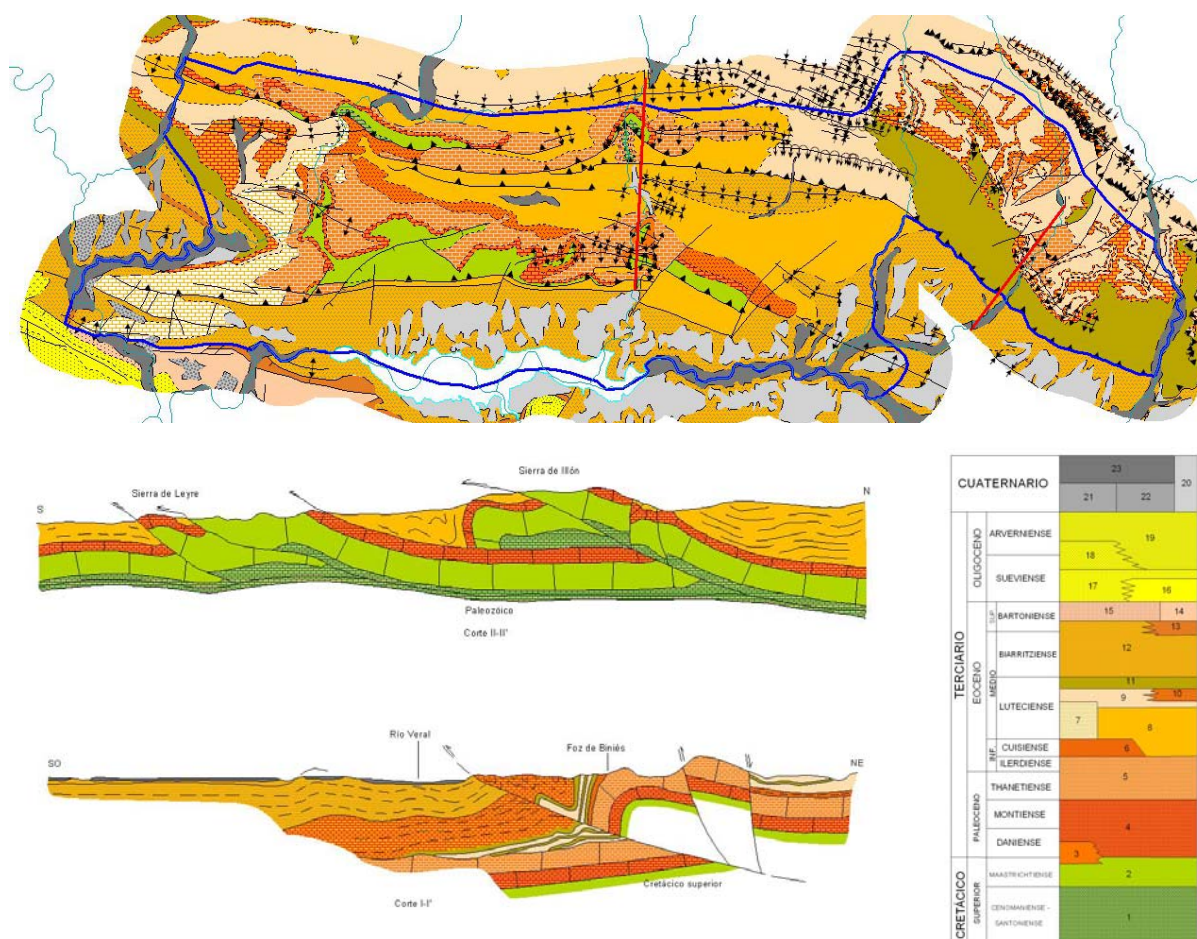 Sierra de Illón
Sierra de Leyre
S
N
Paleozóico
Corte II-II'
Río Veral
Foz de Biniés
SO
NE
Cretácico superior
Corte I-I'
CUATERNARIO
23
21
22
20
TERCIARIO
OLIGOCENO
ARVERNIENSE
19
18
SUEVIENSE
17
16
EOCENO
SUP
BARTONIENSE
15
14
13
MEDIO
BIARRITZIENSE
12
11
LUTECIENSE
9
10
7
8
INF.
CUISIENSE
6
ILERDIENSE
PALEOCENO
THANETIENSE
5
MONTIENSE
4
DANIENSE
3
CRETÁCICO
SUPERIOR
MAASTRICHTIENSE
2
CENOMANIENSE -
SANTONIENSE
1